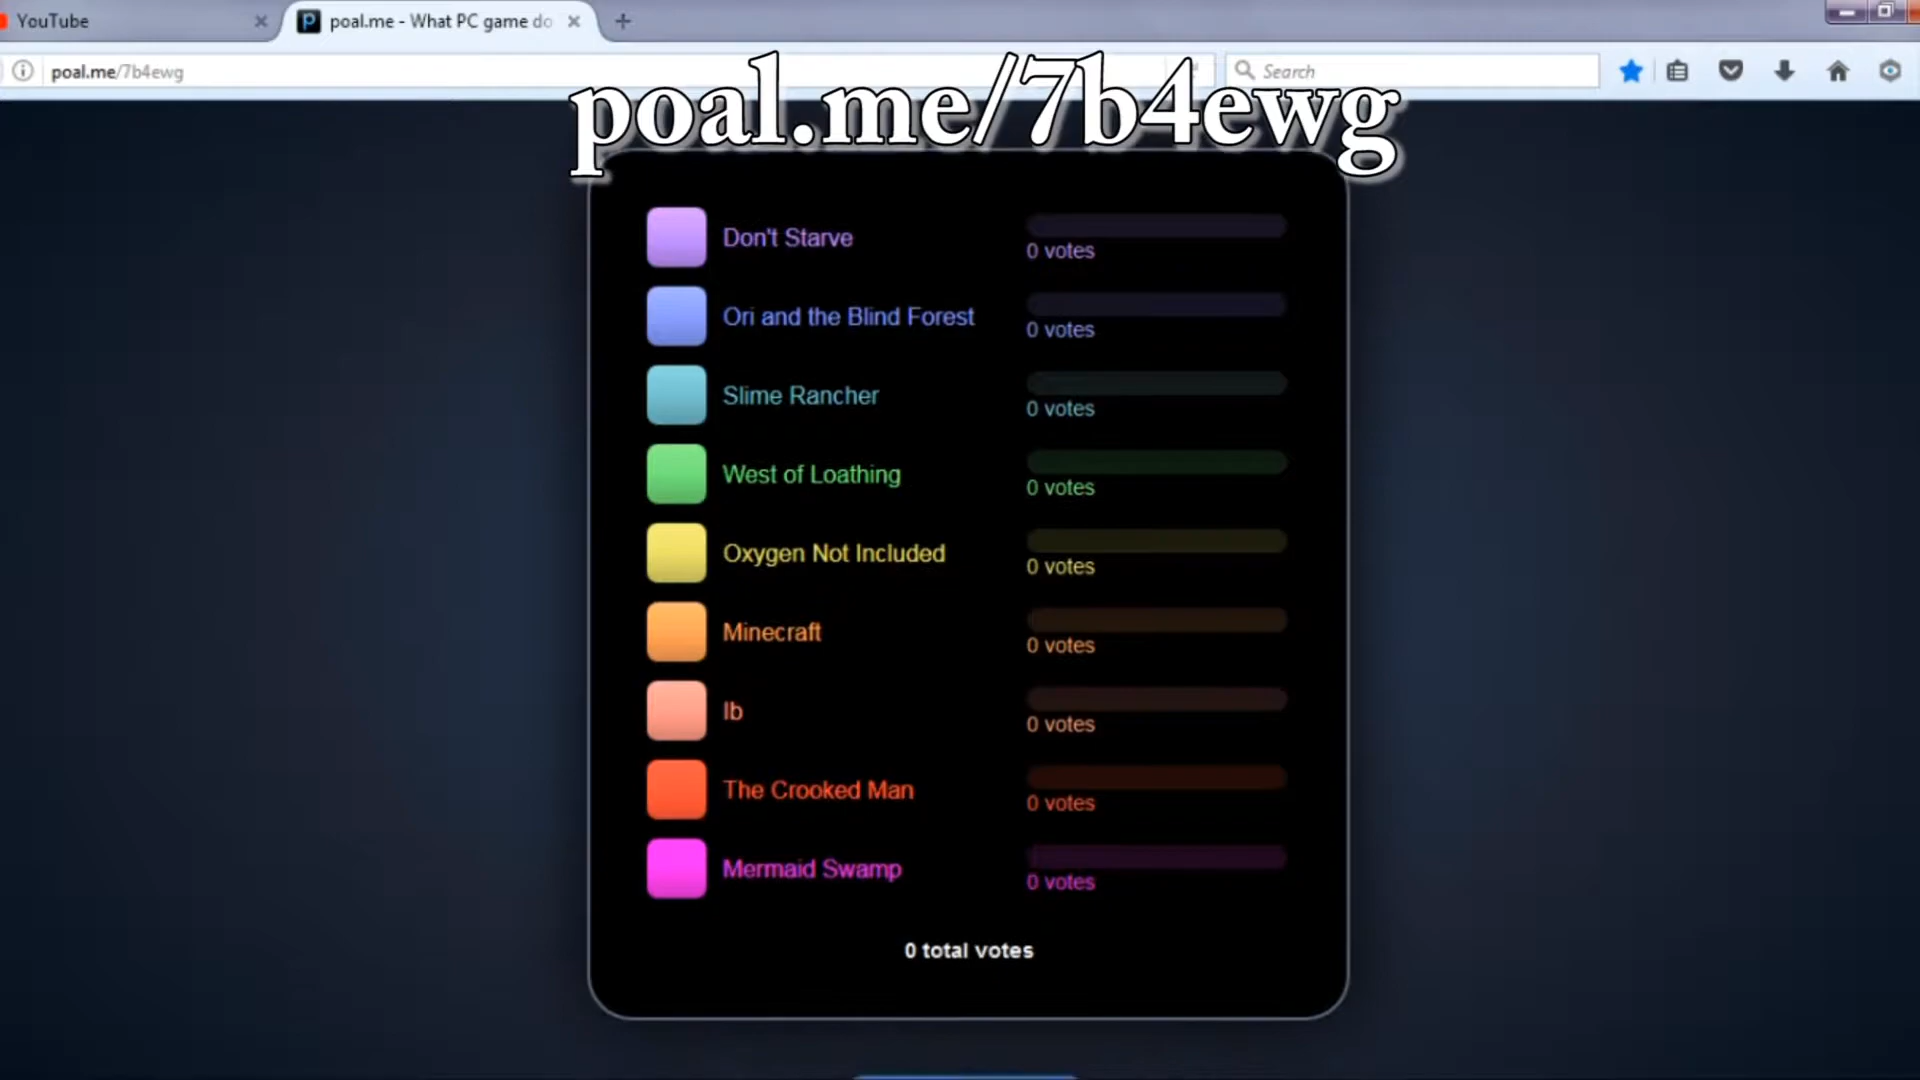 YouTube
poal.me - What PC game do
poal.me/7b4ewg
Search
poal.me/7b4ewg
Don't Starve
0 votes
Ori and the Blind Forest
0 votes
Slime Rancher
0 votes
West of Loathing
0 votes
Oxygen Not Included
0 votes
Minecraft
0 votes
Ib
0 votes
The Crooked Man
0 votes
Mermaid Swamp
0 votes
0 total votes